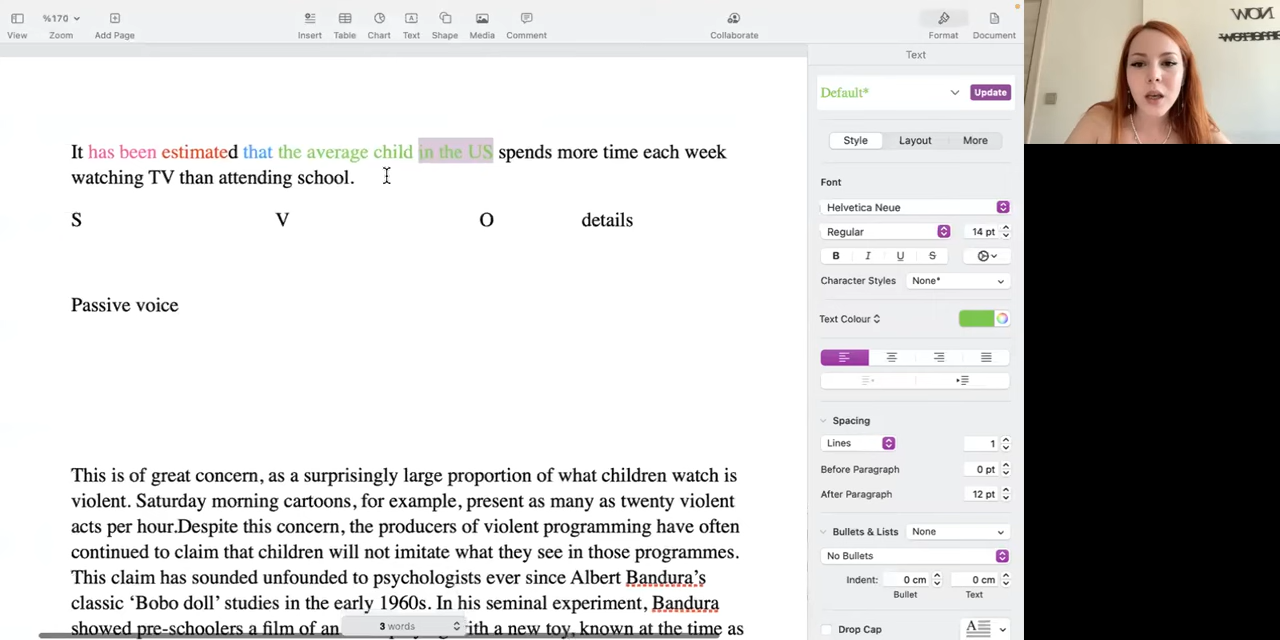 %170
View
Zoom
Add Page
Insert
Table
Chart
Text
Shape
Media
Comment
Collaborate
Format
Document
Text
Default*
Update
Style
Layout
More
Font
Helvetica Neue
Regular
14 pt
B I U S
Character Styles
None*
Text Colour
Spacing
Lines
1
Before Paragraph
0 pt
After Paragraph
12 pt
Bullets & Lists
None
No Bullets
Indent:
0 cm
0 cm
Bullet
Text
Drop Cap
It has been estimated that the average child in the US spends more time each week
watching TV than attending school.
S V O details
Passive voice
This is of great concern, as a surprisingly large proportion of what children watch is
violent. Saturday morning cartoons, for example, present as many as twenty violent
acts per hour.Despite this concern, the producers of violent programming have often
continued to claim that children will not imitate what they see in those programmes.
This claim has sounded unfounded to psychologists ever since Albert Bandura's
classic ‘Bobo doll’ studies in the early 1960s. In his seminal experiment, Bandura
showed pre-schoolers a film of an with a new toy, known at the time as
3 words
NOW